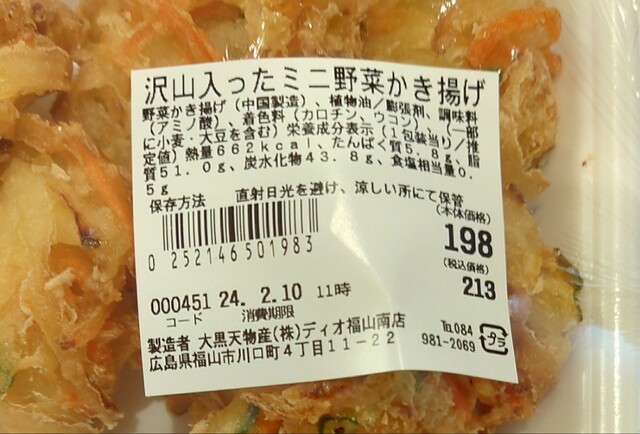 沢山入ったミニ野菜かき揚げ
野菜かき揚げ（中国製造）、植物油／膨張剤、調味料
（アミノ酸）、着色料（カロチン、ウコン）、（一部
に小麦・大豆を含む）栄養成分表示（1包装当り／推
定値）熱量662kcal、たんぱく質5.8g、脂
質51.0g、炭水化物43.8g、食塩相当量0.
5g
保存方法　直射日光を避け、涼しい所にて保管
(本体価格)
198
0 252146 501983
(税込価格)
213
000451 24. 2.10 11時
コード 消費期限
製造者 大黒天物産(株)ディオ福山南店
広島県福山市川口町4丁目11-22
℡084
981-2069
プラ